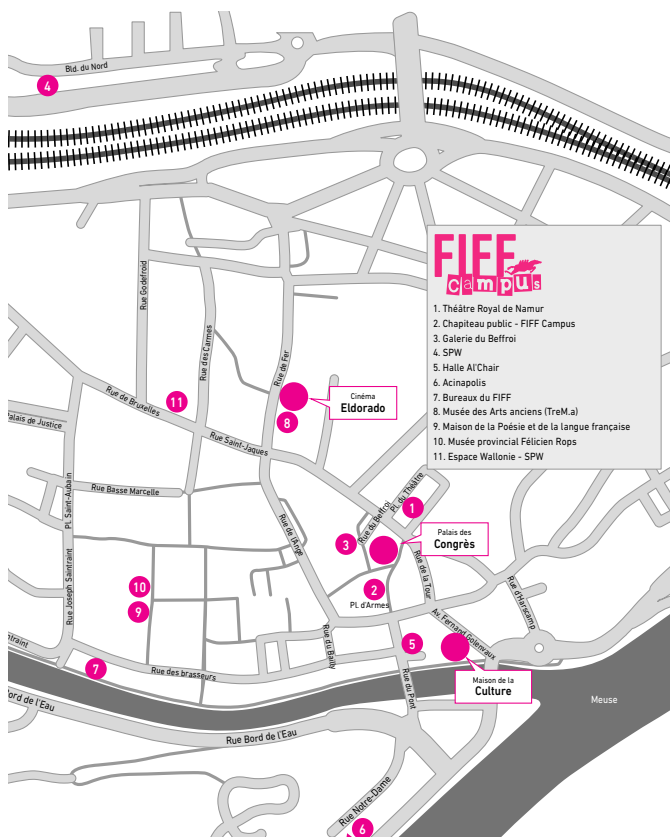 Bld. du Nord
4
FIFF
Campus
1. Théâtre Royal de Namur
2. Chapiteau public - FIFF Campus
3. Galerie du Beffroi
4. SPW
5. Halle Al'Chair
6. Acinapolis
7. Bureaux du FIFF
8. Musée des Arts anciens (TreM.a)
9. Maison de la Poésie et de la langue française
10. Musée provincial Félicien Rops
11. Espace Wallonie - SPW
Rue Godefroid
Rue des Carmes
Rue de Fer
Cinéma
Eldorado
11
8
Rue de Bruxelles
Rue Saint-Jaques
Palais de Justice
Rue Basse Marcelle
Pl. Saint-Aubain
Rue de l'Ange
Rue du Beffroi
Pl. du Théâtre
1
3
Palais des
Congrès
Rue de la Tour
2
Pl. d'Armes
10
9
Rue Joseph Saintraint
Rue d'Harscamp
Av. Fernand Golenvaux
Rue du Bailly
5
Maison de la
Culture
7
Rue des brasseurs
Rue du Pont
Meuse
intraint
Bord de l'Eau
Rue Bord de l'Eau
Rue Notre-Dame
6